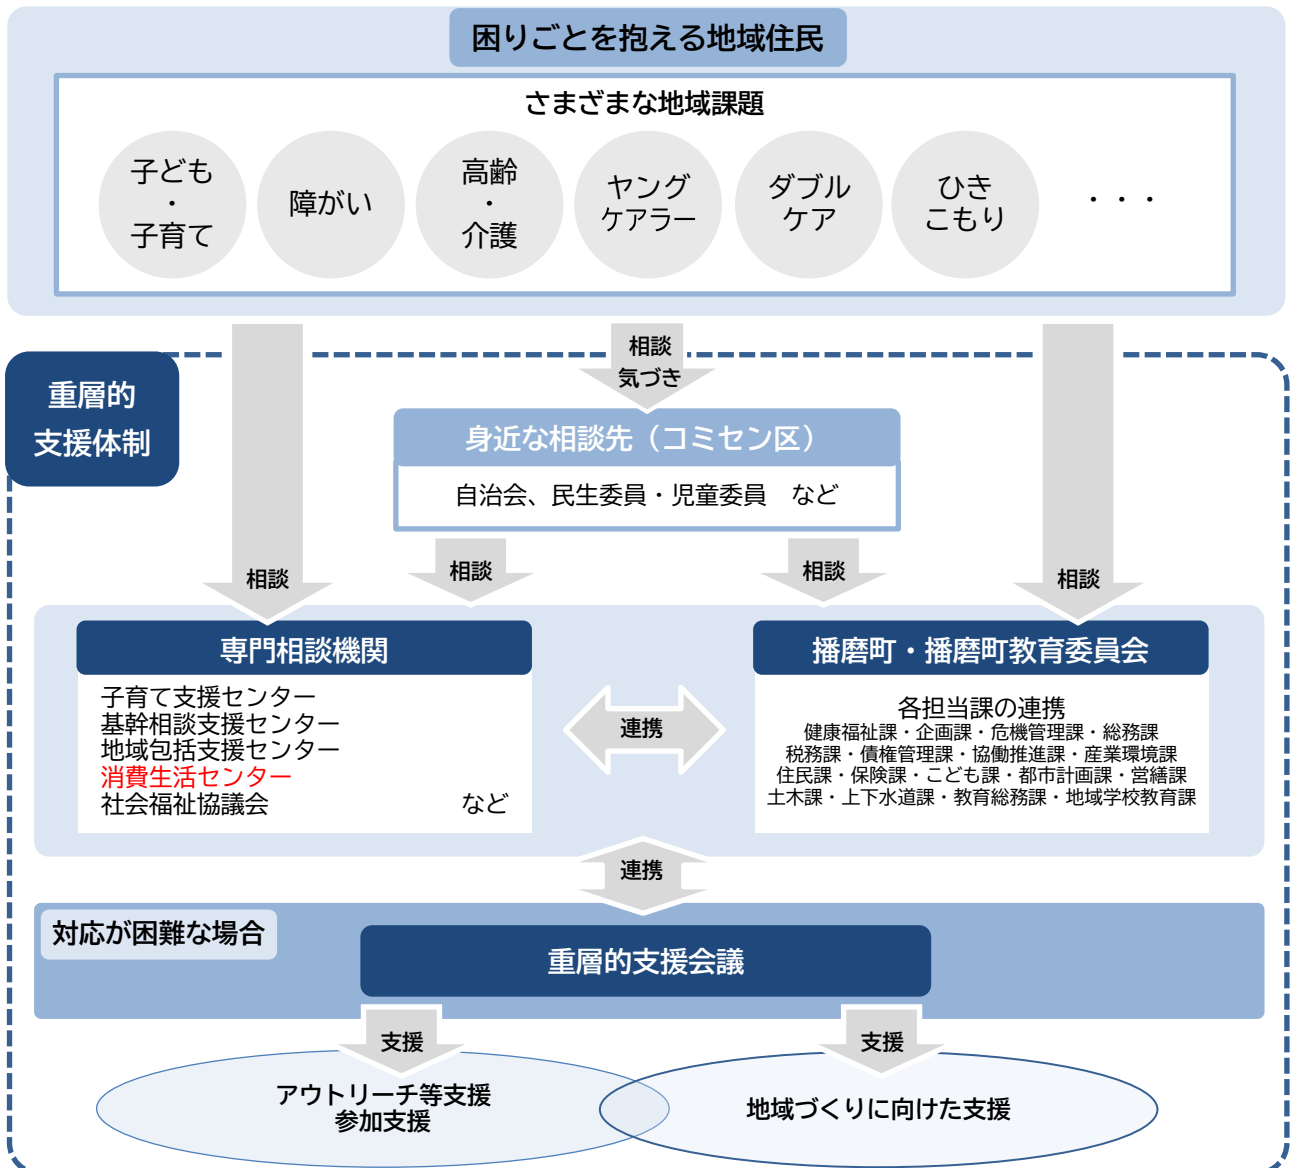 困りごとを抱える地域住民
さまざまな地域課題
子ども
・
子育て
障がい
高齢
・
介護
ヤング
ケアラー
ダブル
ケア
ひき
こもり
・・・
重層的
支援体制
相談
気づき
身近な相談先（コミセン区）
自治会、民生委員・児童委員　など
相談
相談
相談
相談
専門相談機関
子育て支援センター
基幹相談支援センター
地域包括支援センター
消費生活センター
社会福祉協議会　　　　　　　　など
連携
播磨町・播磨町教育委員会
各担当課の連携
健康福祉課・企画課・危機管理課・総務課
税務課・債権管理課・協働推進課・産業環境課
住民課・保険課・こども課・都市計画課・営繕課
土木課・上下水道課・教育総務課・地域学校教育課
連携
対応が困難な場合
重層的支援会議
支援
支援
アウトリーチ等支援
参加支援
地域づくりに向けた支援